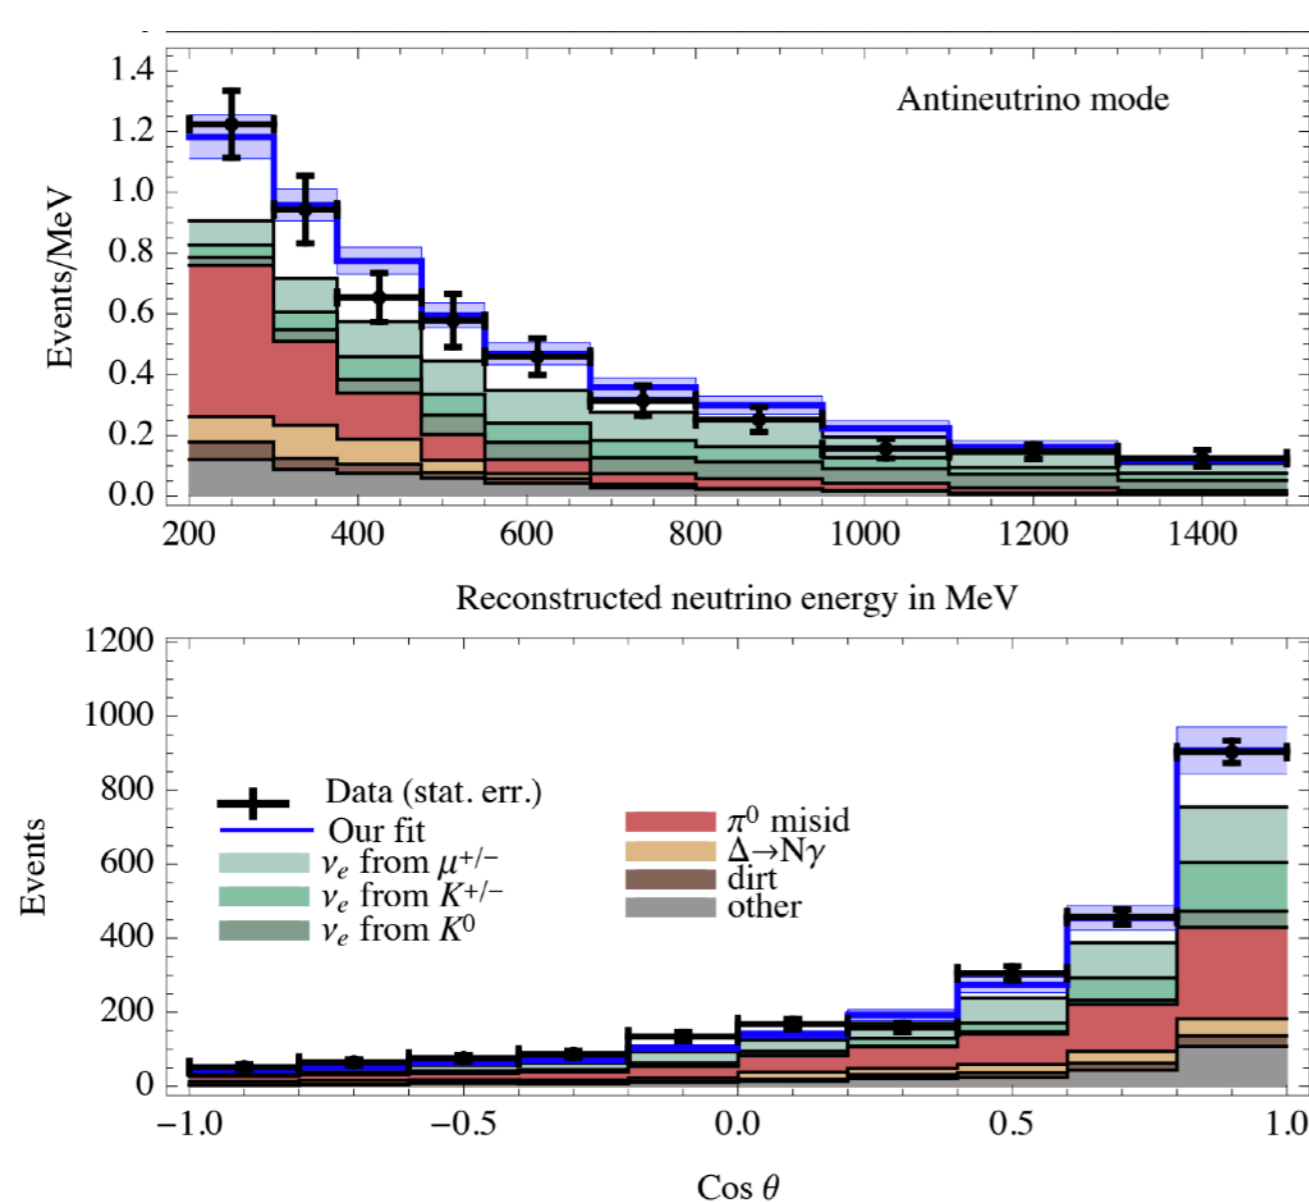 1.4
Antineutrino mode
1.2
1.0
0.8
0.6
0.4
0.2
0.0
Events/MeV
200 400 600 800 1000 1200 1400
Reconstructed neutrino energy in MeV
1200
1000
800
600
400
200
0
Events
Data (stat. err.)
Our fit
νe from μ+/−
νe from K+/−
νe from K0
π0 misid
Δ→Nγ
dirt
other
−1.0 −0.5 0.0 0.5 1.0
Cos θ